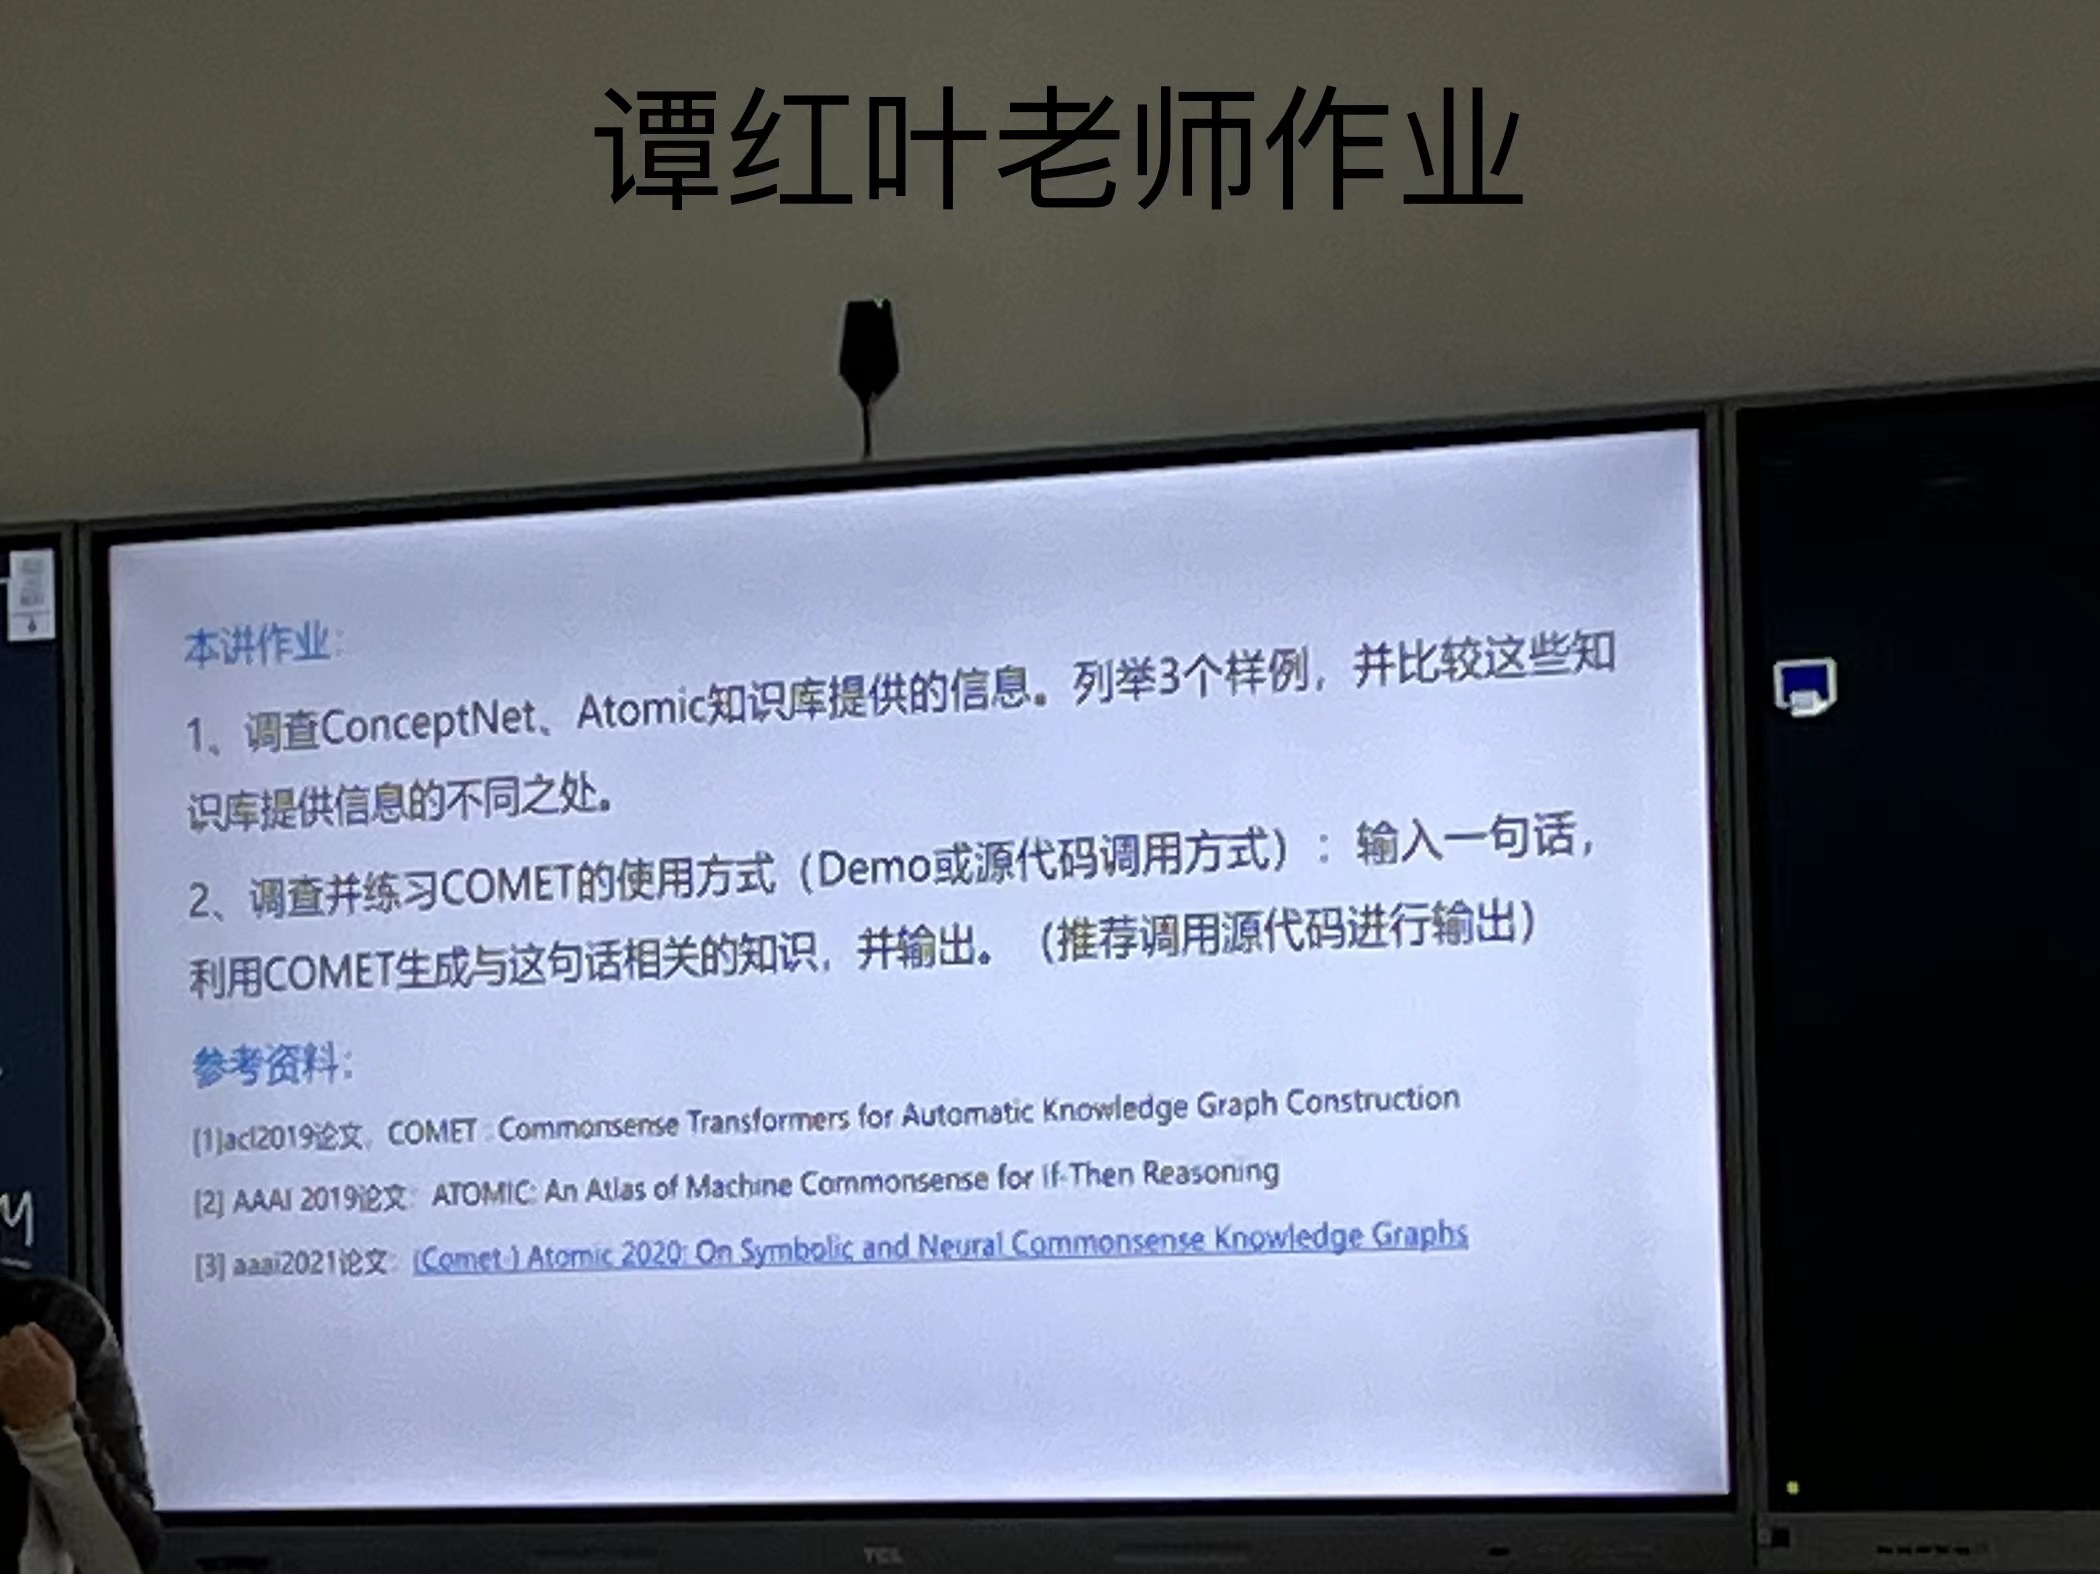 谭红叶老师作业
本讲作业：
1、调查ConceptNet、Atomic知识库提供的信息。列举3个样例，并比较这些知
识库提供信息的不同之处。
2、调查并练习COMET的使用方式（Demo或源代码调用方式）：输入一句话，
利用COMET生成与这句话相关的知识，并输出。（推荐调用源代码进行输出）
参考资料：
[1]acl2019论文，COMET : Commonsense Transformers for Automatic Knowledge Graph Construction
[2] AAAI 2019论文：ATOMIC: An Atlas of Machine Commonsense for If-Then Reasoning
[3] aaai2021论文：(Comet-) Atomic 2020: On Symbolic and Neural Commonsense Knowledge Graphs
TCL